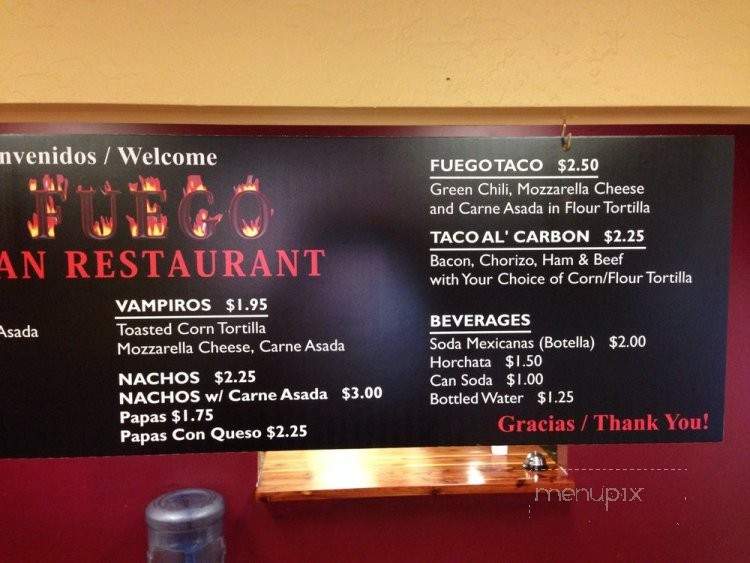 nvenidos / Welcome
FUEGO
AN RESTAURANT
Asada
VAMPIROS $1.95
Toasted Corn Tortilla
Mozzarella Cheese, Carne Asada
NACHOS $2.25
NACHOS w/ Carne Asada $3.00
Papas $1.75
Papas Con Queso $2.25
FUEGO TACO $2.50
Green Chili, Mozzarella Cheese
and Carne Asada in Flour Tortilla
TACO AL' CARBON $2.25
Bacon, Chorizo, Ham & Beef
with Your Choice of Corn/Flour Tortilla
BEVERAGES
Soda Mexicanas (Botella) $2.00
Horchata $1.50
Can Soda $1.00
Bottled Water $1.25
Gracias / Thank You!
menupix